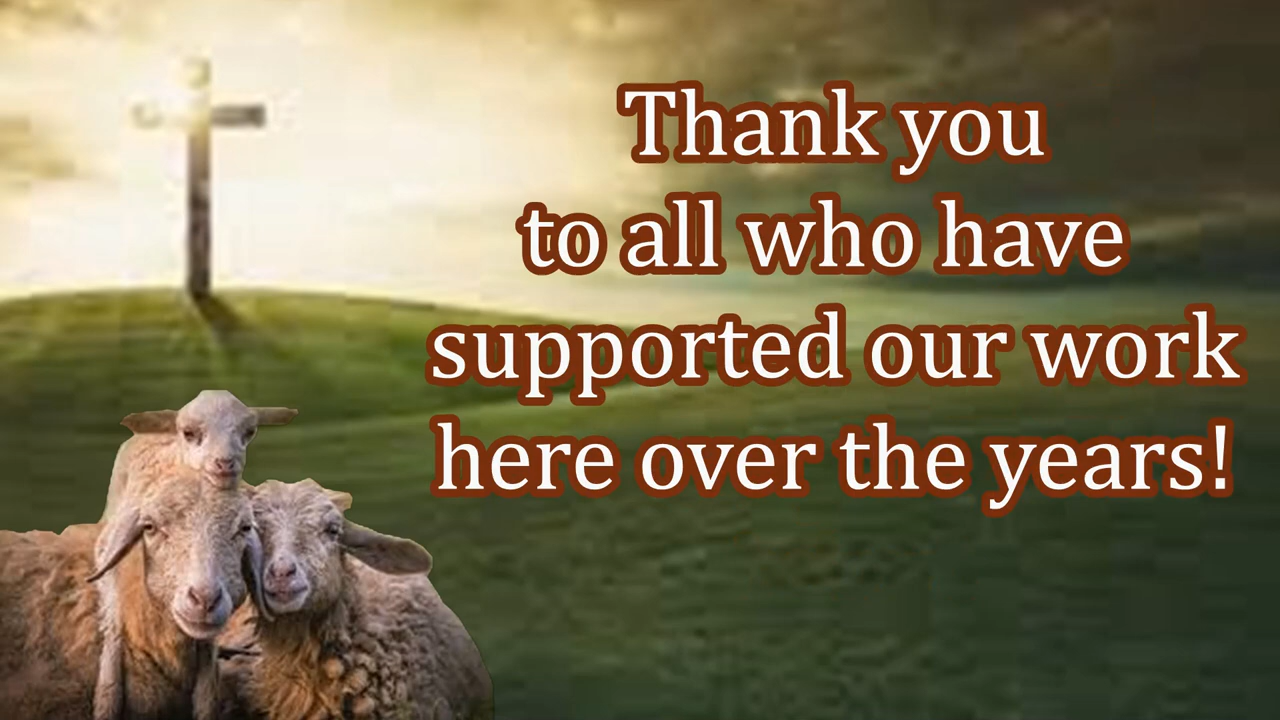 Thank you
to all who have
supported our work
here over the years!